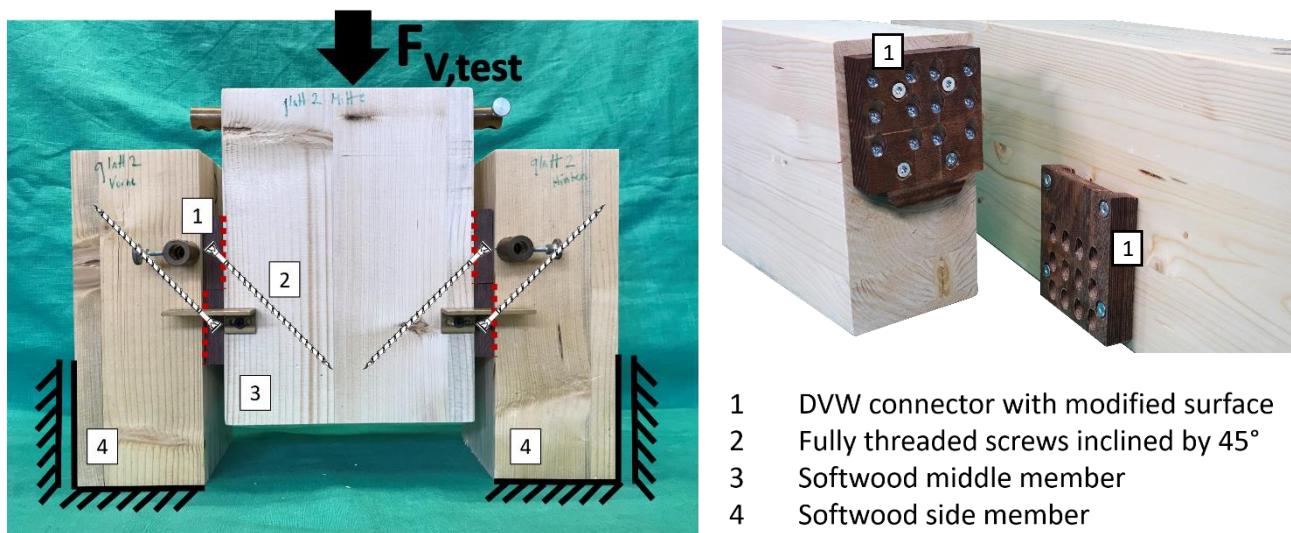 F
V,test
glatt 2 Mitte
glatt 2
Vorne
glatt 2
Hinten
1
2
3
4
4
1
1
1 DVW connector with modified surface
2 Fully threaded screws inclined by 45°
3 Softwood middle member
4 Softwood side member